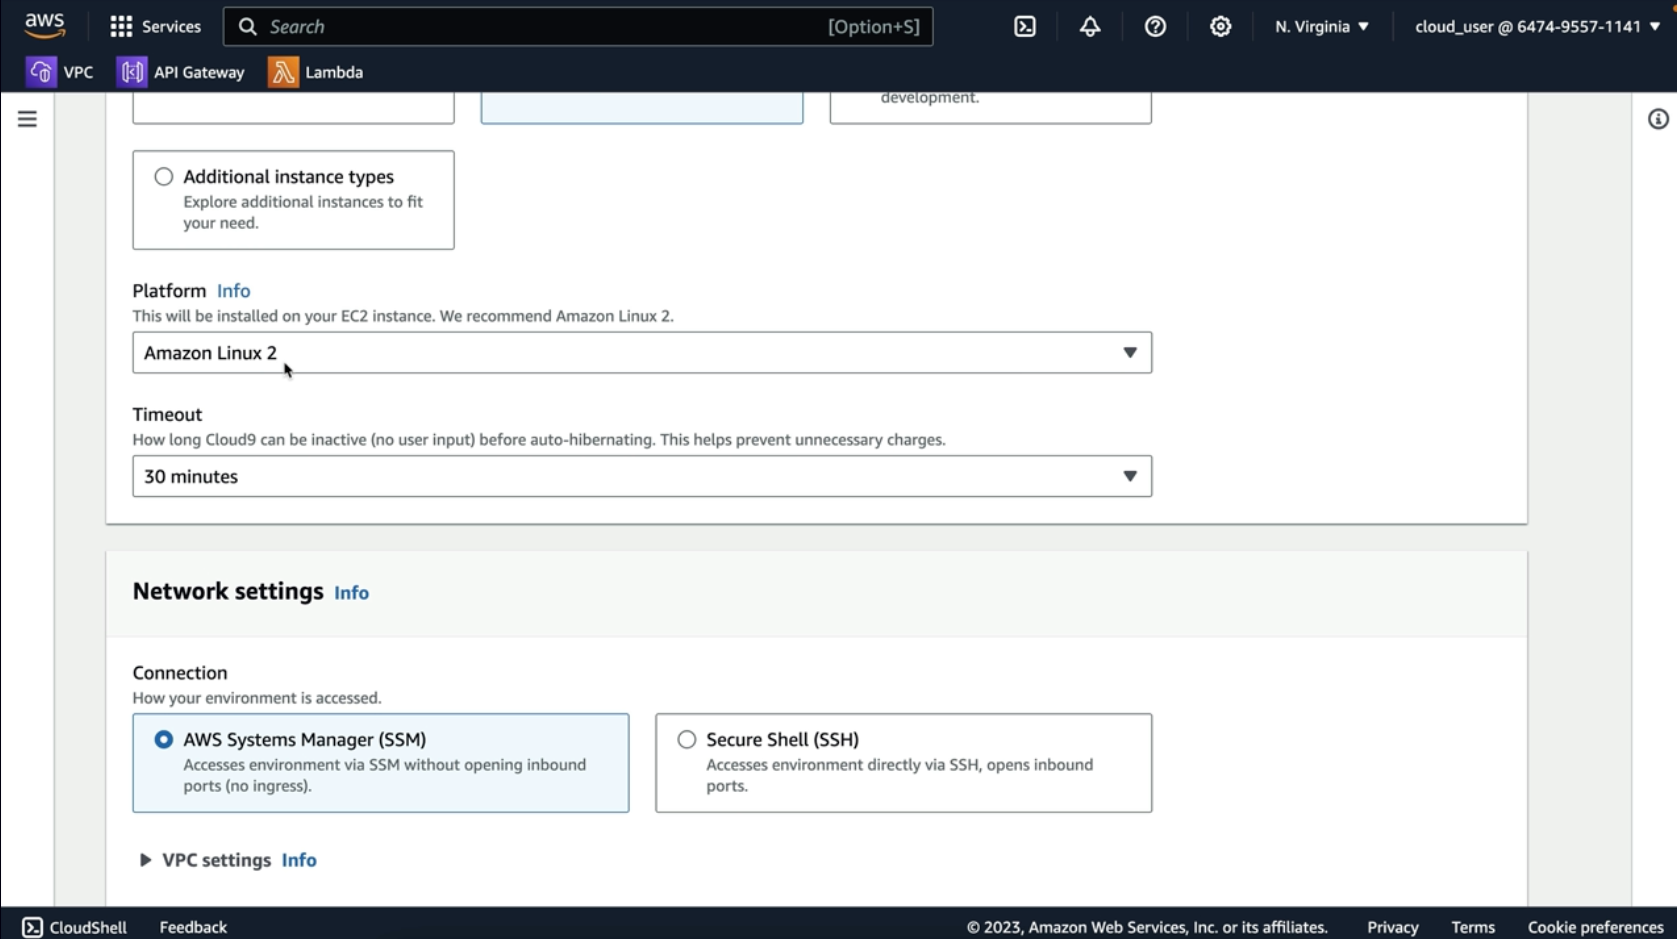 aws
Services
Search
[Option+S]
N. Virginia
cloud_user @ 6474-9557-1141
VPC
API Gateway
Lambda
development.
Additional instance types
Explore additional instances to fit
your need.
Platform Info
This will be installed on your EC2 instance. We recommend Amazon Linux 2.
Amazon Linux 2
Timeout
How long Cloud9 can be inactive (no user input) before auto-hibernating. This helps prevent unnecessary charges.
30 minutes
Network settings Info
Connection
How your environment is accessed.
AWS Systems Manager (SSM)
Accesses environment via SSM without opening inbound
ports (no ingress).
Secure Shell (SSH)
Accesses environment directly via SSH, opens inbound
ports.
VPC settings Info
CloudShell
Feedback
© 2023, Amazon Web Services, Inc. or its affiliates.
Privacy
Terms
Cookie preferences